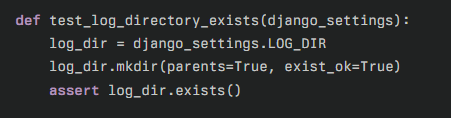 def test_log_directory_exists(django_settings):
    log_dir = django_settings.LOG_DIR
    log_dir.mkdir(parents=True, exist_ok=True)
    assert log_dir.exists()